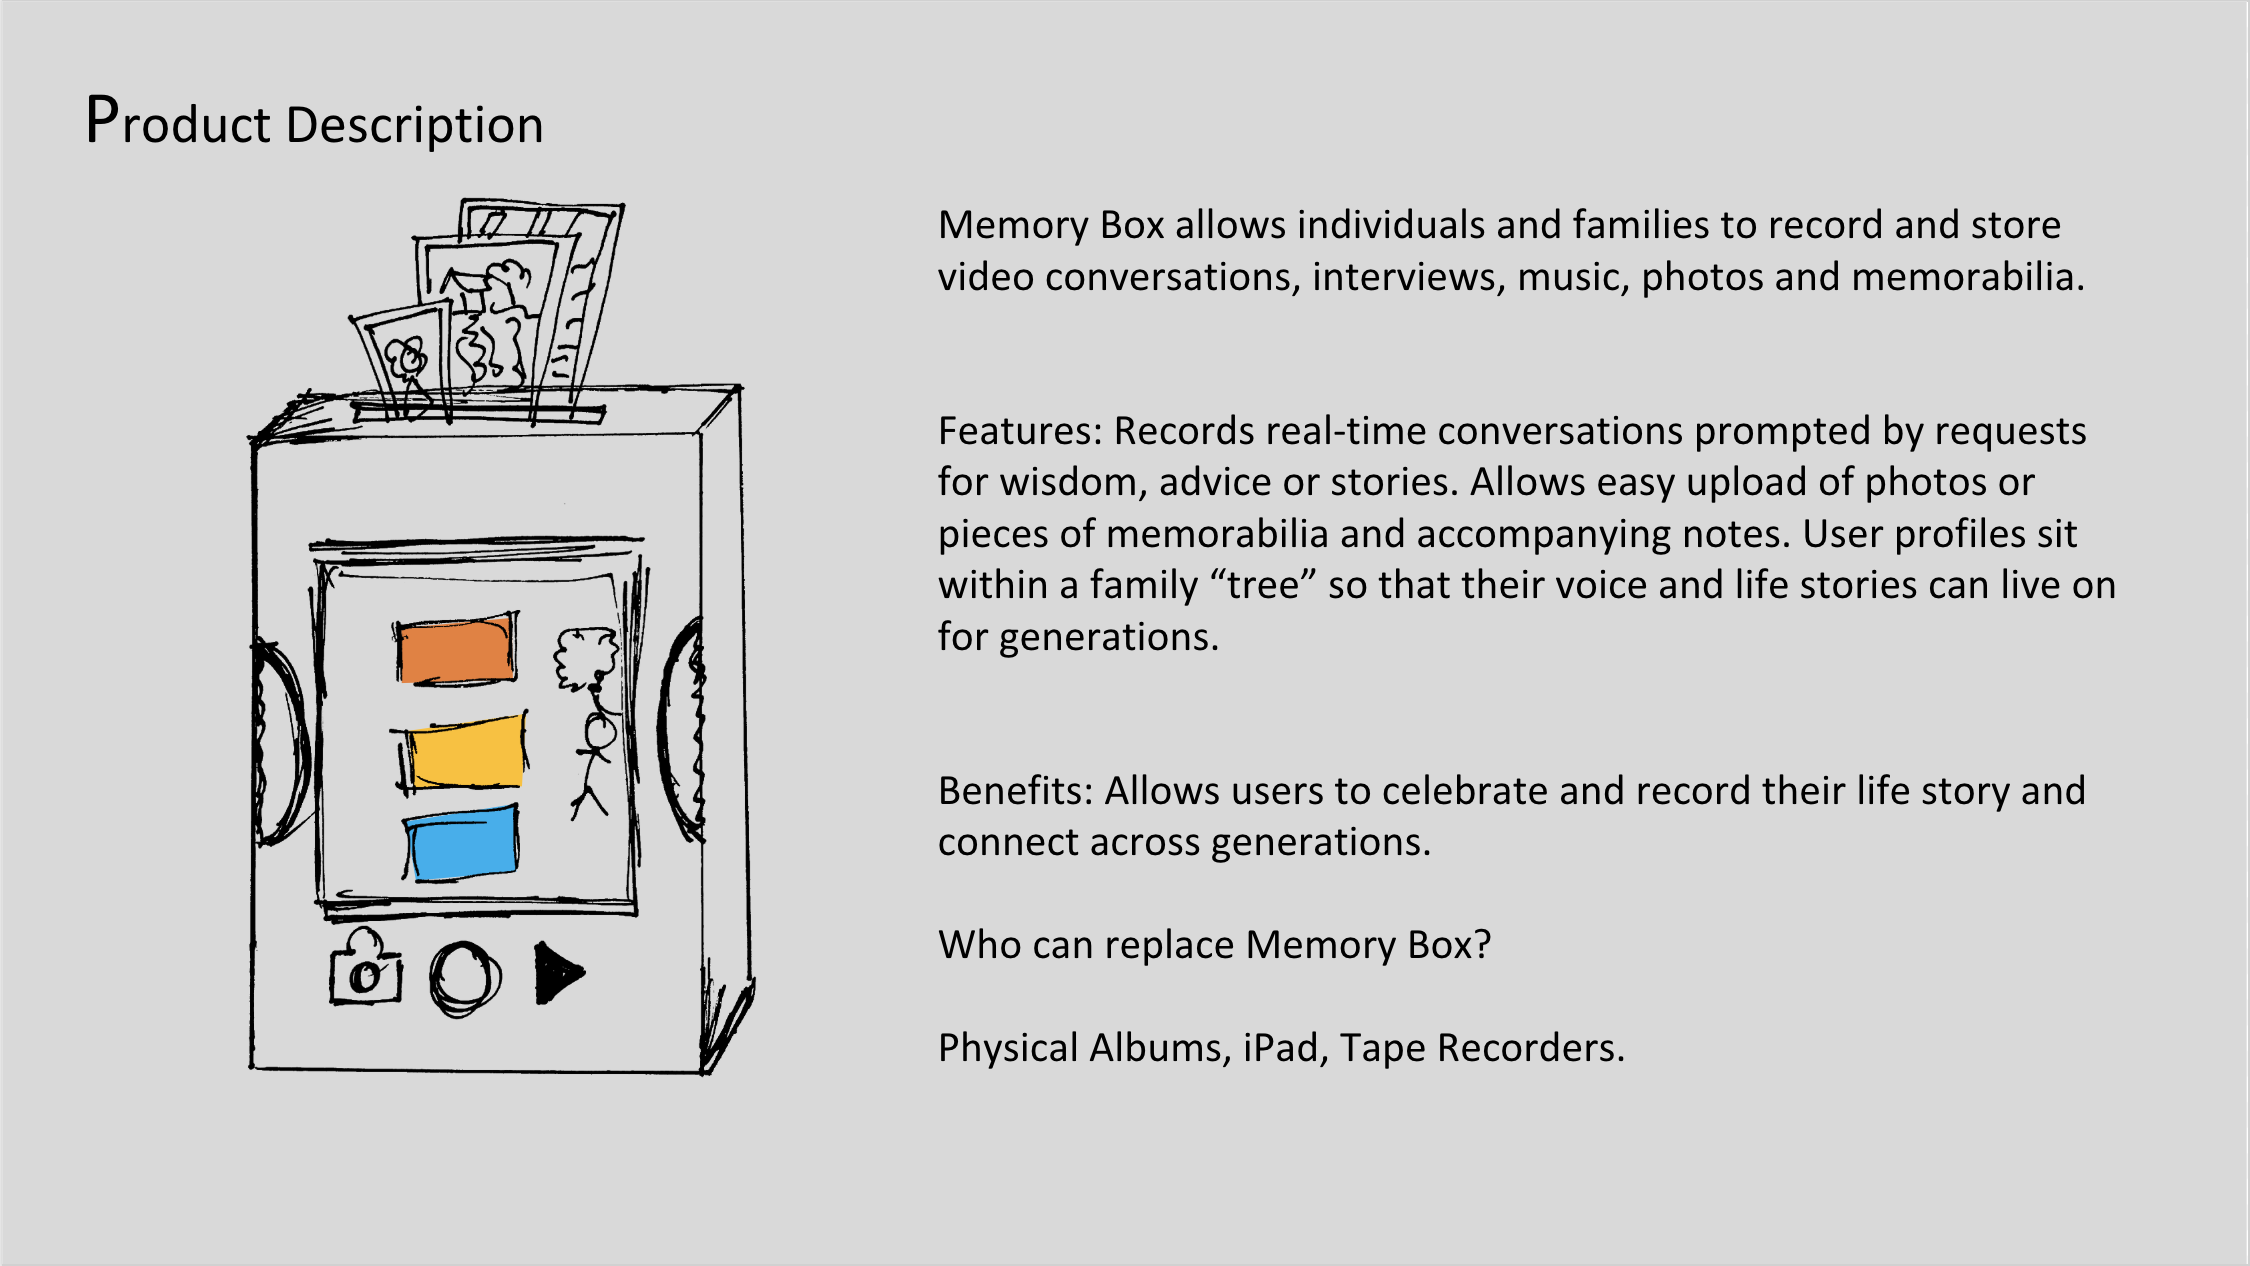 Product Description
Memory Box allows individuals and families to record and store
video conversations, interviews, music, photos and memorabilia.
Features: Records real-time conversations prompted by requests
for wisdom, advice or stories. Allows easy upload of photos or
pieces of memorabilia and accompanying notes. User profiles sit
within a family “tree” so that their voice and life stories can live on
for generations.
Benefits: Allows users to celebrate and record their life story and
connect across generations.
Who can replace Memory Box?
Physical Albums, iPad, Tape Recorders.